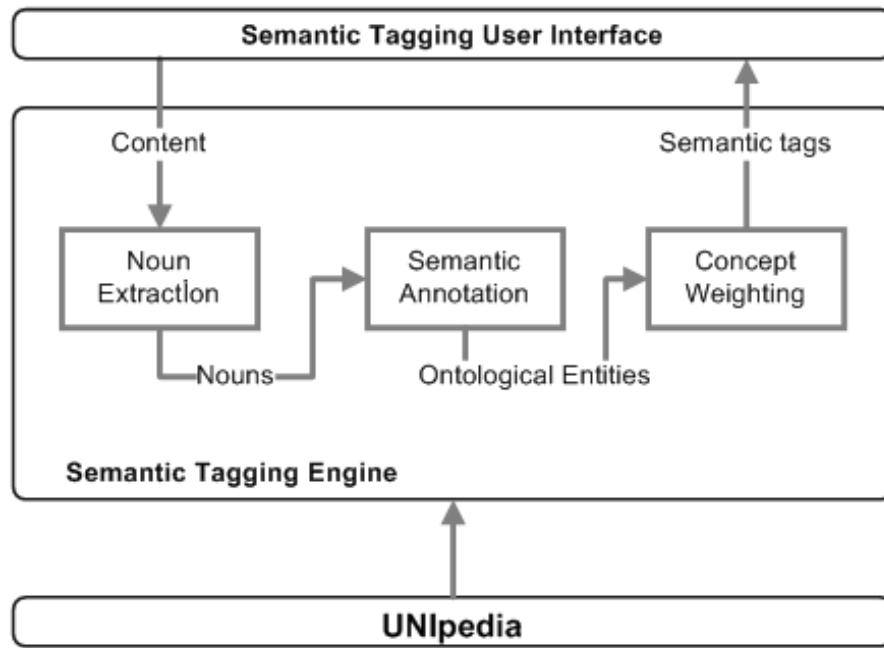 Semantic Tagging User Interface
Content
Semantic tags
Noun
Extraction
Semantic
Annotation
Concept
Weighting
Nouns
Ontological Entities
Semantic Tagging Engine
UNIpedia